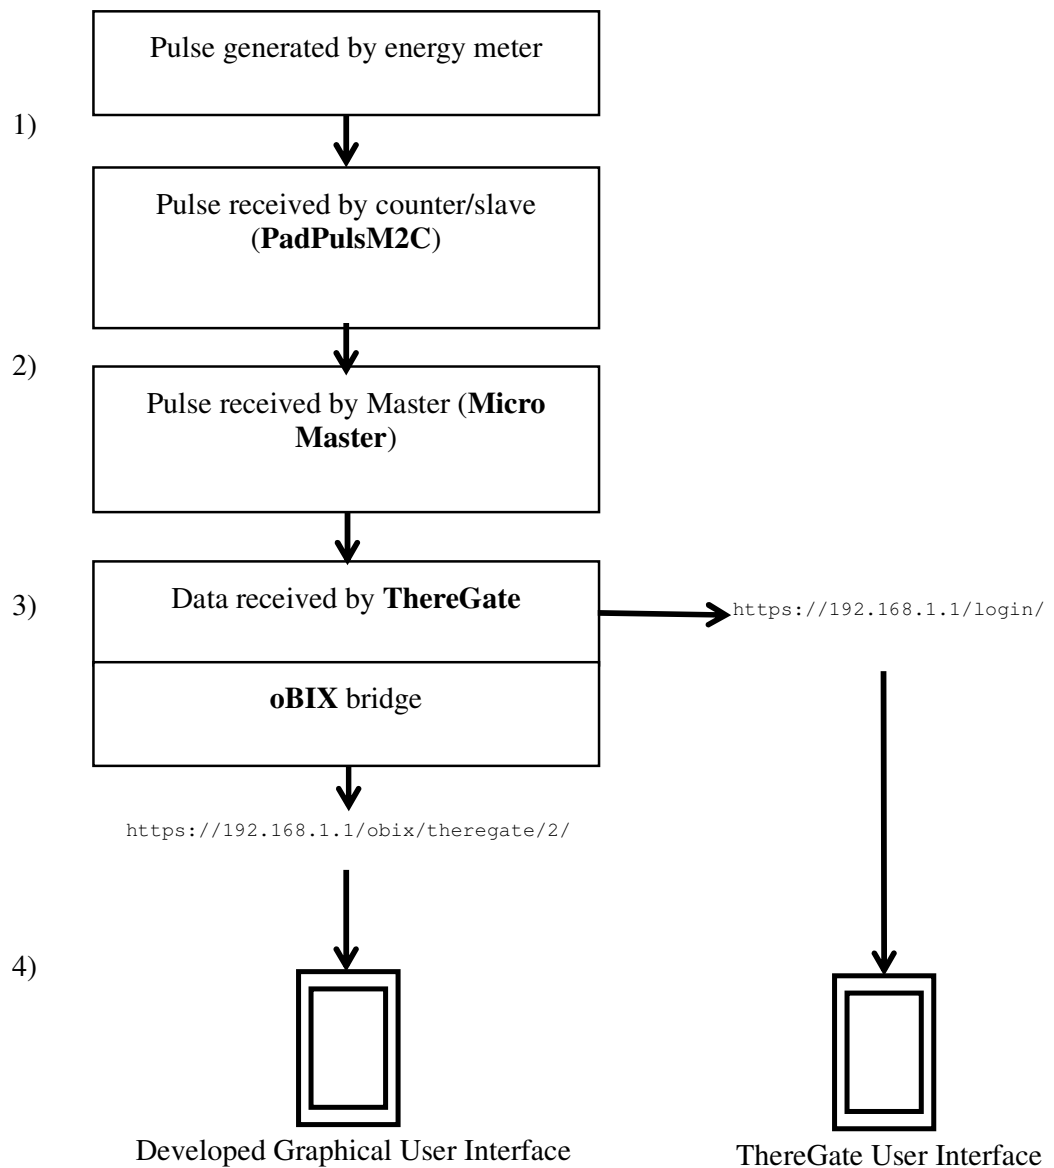 Pulse generated by energy meter
1)
Pulse received by counter/slave
(PadPulsM2C)
2)
Pulse received by Master (Micro
Master)
3)
Data received by ThereGate
https://192.168.1.1/login/
oBIX bridge
https://192.168.1.1/obix/theregate/2/
4)
Developed Graphical User Interface
ThereGate User Interface